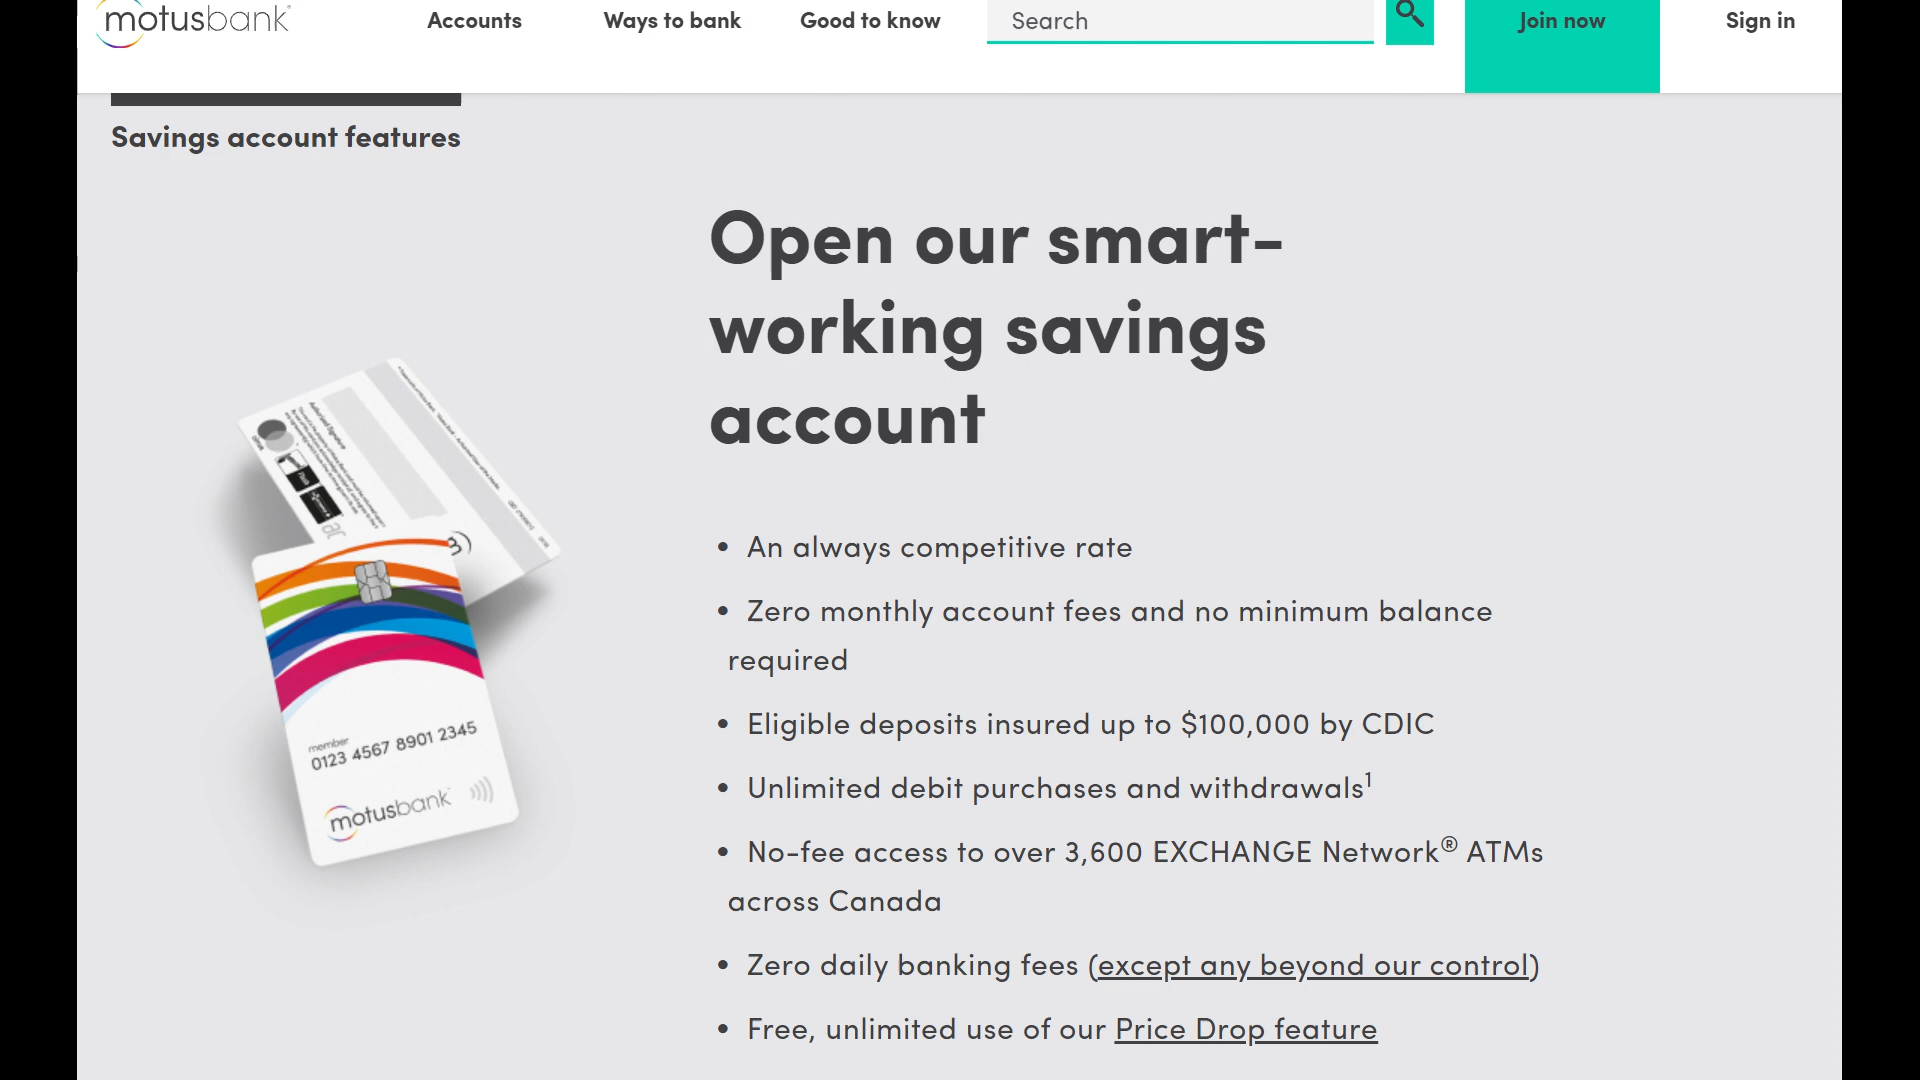 motusbank®
Accounts
Ways to bank
Good to know
Search
Join now
Sign in
Savings account features
Open our smart-
working savings
account
• An always competitive rate
• Zero monthly account fees and no minimum balance
required
• Eligible deposits insured up to $100,000 by CDIC
• Unlimited debit purchases and withdrawals¹
• No-fee access to over 3,600 EXCHANGE Network® ATMs
across Canada
• Zero daily banking fees (except any beyond our control)
• Free, unlimited use of our Price Drop feature
Authorized Signature
member
0123 4567 8901 2345
motusbank